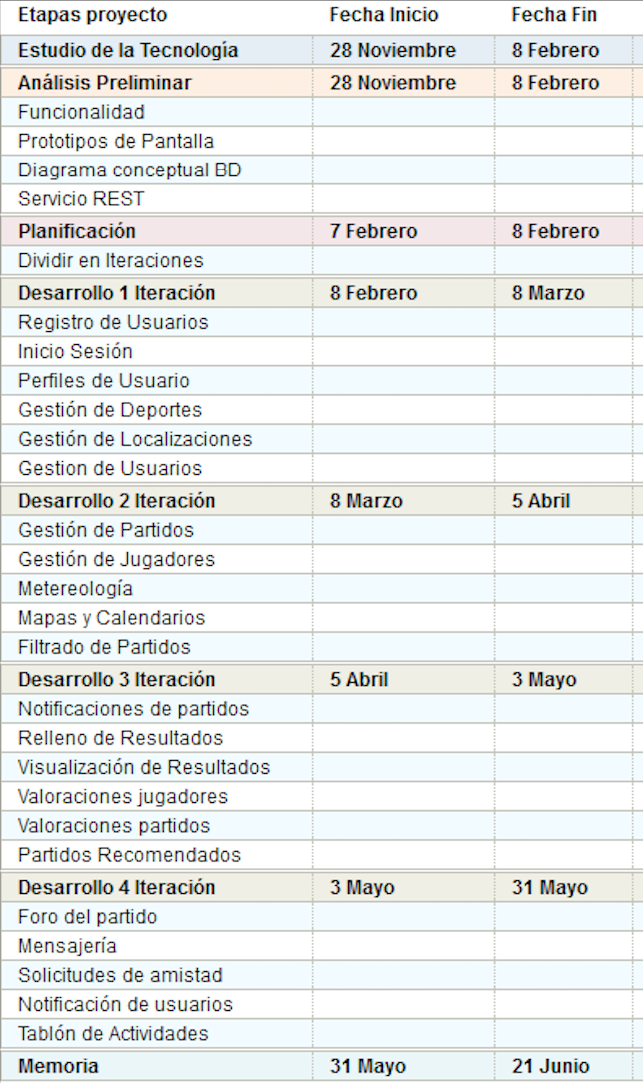 Etapas proyecto Fecha Inicio Fecha Fin
Estudio de la Tecnología 28 Noviembre 8 Febrero
Análisis Preliminar 28 Noviembre 8 Febrero
Funcionalidad
Prototipos de Pantalla
Diagrama conceptual BD
Servicio REST
Planificación 7 Febrero 8 Febrero
Dividir en Iteraciones
Desarrollo 1 Iteración 8 Febrero 8 Marzo
Registro de Usuarios
Inicio Sesión
Perfiles de Usuario
Gestión de Deportes
Gestión de Localizaciones
Gestion de Usuarios
Desarrollo 2 Iteración 8 Marzo 5 Abril
Gestión de Partidos
Gestión de Jugadores
Metereología
Mapas y Calendarios
Filtrado de Partidos
Desarrollo 3 Iteración 5 Abril 3 Mayo
Notificaciones de partidos
Relleno de Resultados
Visualización de Resultados
Valoraciones jugadores
Valoraciones partidos
Partidos Recomendados
Desarrollo 4 Iteración 3 Mayo 31 Mayo
Foro del partido
Mensajería
Solicitudes de amistad
Notificación de usuarios
Tablón de Actividades
Memoria 31 Mayo 21 Junio